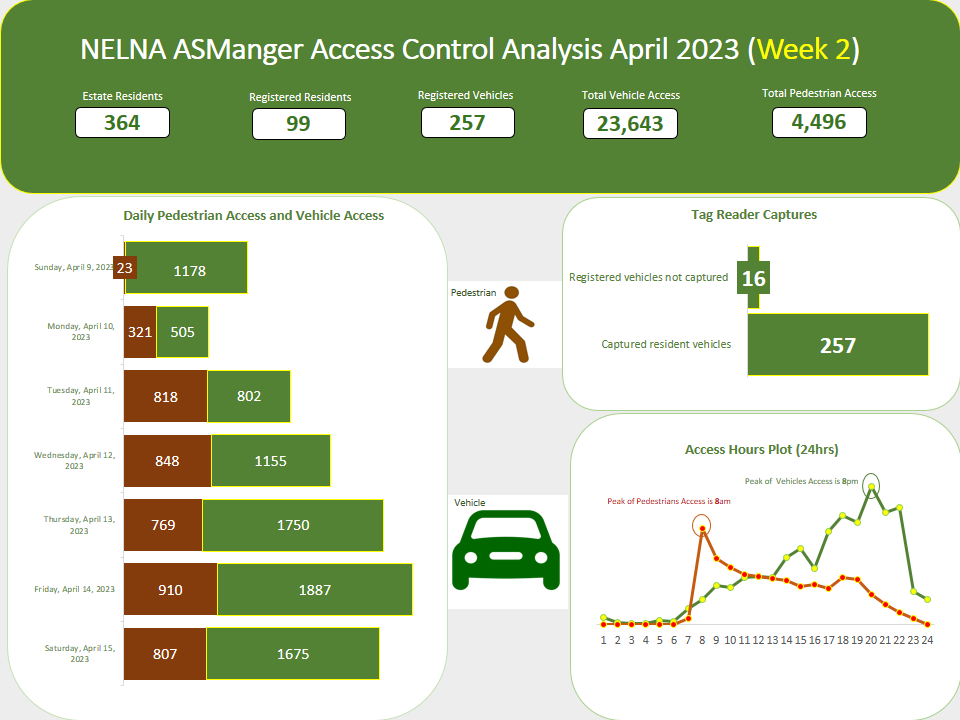 NELNA ASManger Access Control Analysis April 2023 (Week 2)
Estate Residents
364
Registered Residents
99
Registered Vehicles
257
Total Vehicle Access
23,643
Total Pedestrian Access
4,496
Daily Pedestrian Access and Vehicle Access
Sunday, April 9, 2023
23
1178
Monday, April 10,
2023
321
505
Tuesday, April 11,
2023
818
802
Wednesday, April 12,
2023
848
1155
Thursday, April 13,
2023
769
1750
Friday, April 14, 2023
910
1887
Saturday, April 15,
2023
807
1675
Pedestrian
Vehicle
Tag Reader Captures
Registered vehicles not captured
16
Captured resident vehicles
257
Access Hours Plot (24hrs)
Peak of Vehicles Access is 8pm
Peak of Pedestrians Access is 8am
1 2 3 4 5 6 7 8 9 10 11 12 13 14 15 16 17 18 19 20 21 22 23 24